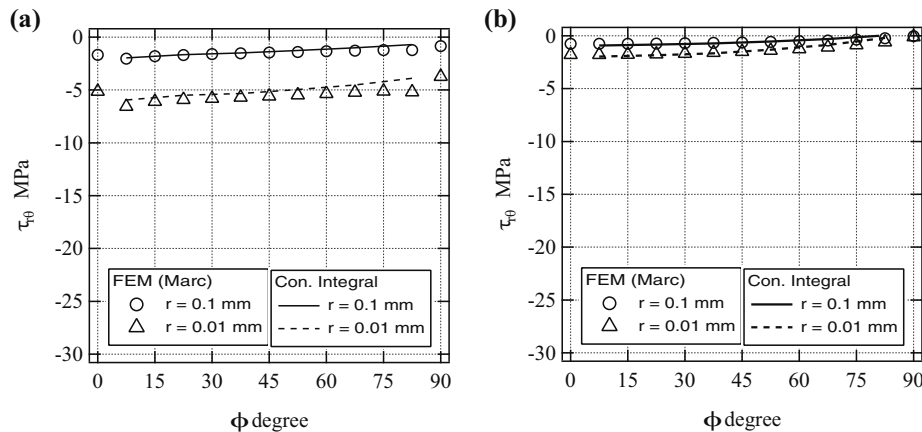 (a)
0
-5
-10
-15
-20
-25
-30
τrθ MPa
FEM (Marc)
r = 0.1 mm
r = 0.01 mm
Con. Integral
r = 0.1 mm
r = 0.01 mm
0 15 30 45 60 75 90
ϕ degree
(b)
0
-5
-10
-15
-20
-25
-30
τrθ MPa
FEM (Marc)
r = 0.1 mm
r = 0.01 mm
Con. Integral
r = 0.1 mm
r = 0.01 mm
0 15 30 45 60 75 90
ϕ degree